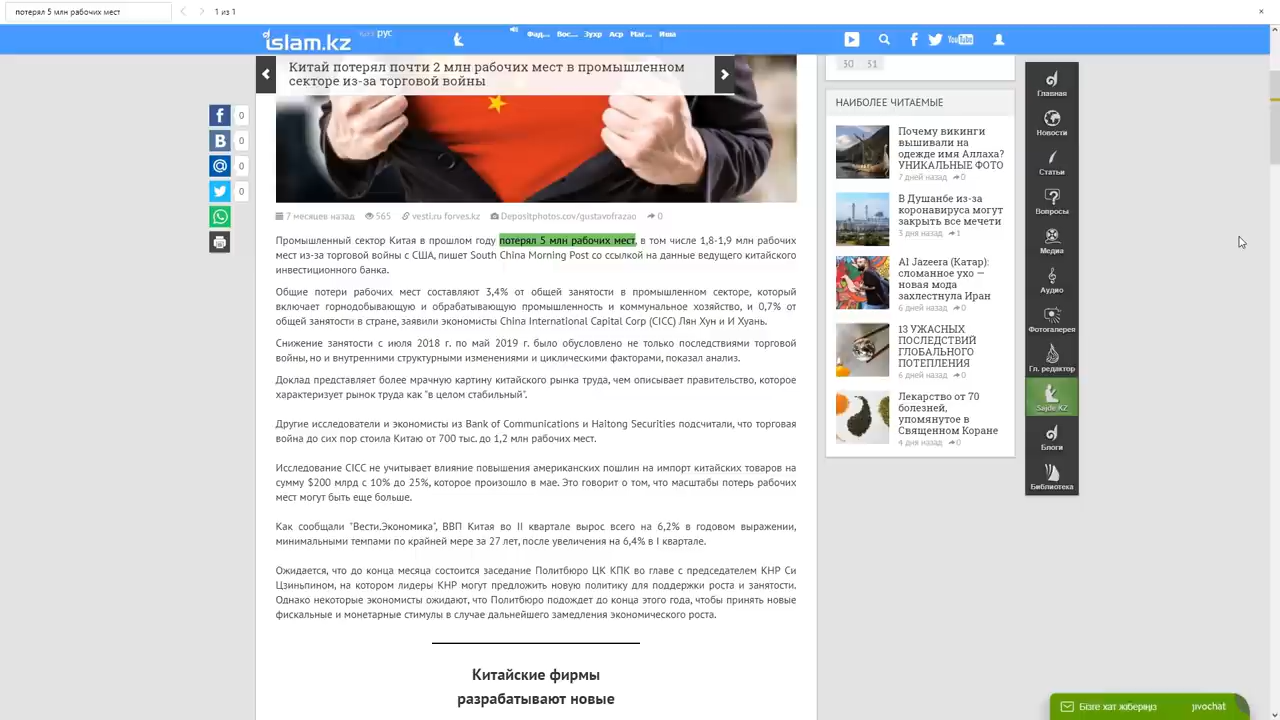 потерял 5 млн рабочих мест
1 из 1
islam.kz
қаз рус
Фад... Вос... Зухр Аср Маг... Иша
YouTube
Китай потерял почти 2 млн рабочих мест в промышленном
секторе из-за торговой войны
0
0
0
0
7 месяцев назад 565 vesti.ru forves.kz Depositphotos.cov/gustavofrazao 0
Промышленный сектор Китая в прошлом году потерял 5 млн рабочих мест, в том числе 1,8-1,9 млн рабочих
мест из-за торговой войны с США, пишет South China Morning Post со ссылкой на данные ведущего китайского
инвестиционного банка.
Общие потери рабочих мест составляют 3,4% от общей занятости в промышленном секторе, который
включает горнодобывающую и обрабатывающую промышленность и коммунальное хозяйство, и 0,7% от
общей занятости в стране, заявили экономисты China International Capital Corp (CICC) Лян Хун и И Хуань.
Снижение занятости с июля 2018 г. по май 2019 г. было обусловлено не только последствиями торговой
войны, но и внутренними структурными изменениями и циклическими факторами, показал анализ.
Доклад представляет более мрачную картину китайского рынка труда, чем описывает правительство, которое
характеризует рынок труда как "в целом стабильный".
Другие исследователи и экономисты из Bank of Communications и Haitong Securities подсчитали, что торговая
война до сих пор стоила Китаю от 700 тыс. до 1,2 млн рабочих мест.
Исследование CICC не учитывает влияние повышения американских пошлин на импорт китайских товаров на
сумму $200 млрд с 10% до 25%, которое произошло в мае. Это говорит о том, что масштабы потерь рабочих
мест могут быть еще больше.
Как сообщали "Вести.Экономика", ВВП Китая во II квартале вырос всего на 6,2% в годовом выражении,
минимальными темпами по крайней мере за 27 лет, после увеличения на 6,4% в I квартале.
Ожидается, что до конца месяца состоится заседание Политбюро ЦК КПК во главе с председателем КНР Си
Цзиньпином, на котором лидеры КНР могут предложить новую политику для поддержки роста и занятости.
Однако некоторые экономисты ожидают, что Политбюро подождет до конца этого года, чтобы принять новые
фискальные и монетарные стимулы в случае дальнейшего замедления экономического роста.
Китайские фирмы
разрабатывают новые
30 51
НАИБОЛЕЕ ЧИТАЕМЫЕ
Почему викинги
вышивали на
одежде имя Аллаха?
УНИКАЛЬНЫЕ ФОТО
7 дней назад 0
В Душанбе из-за
коронавируса могут
закрыть все мечети
3 дня назад 1
Al Jazeera (Катар):
сломанное ухо —
новая мода
захлестнула Иран
6 дней назад 0
13 УЖАСНЫХ
ПОСЛЕДСТВИЙ
ГЛОБАЛЬНОГО
ПОТЕПЛЕНИЯ
6 дней назад 0
Лекарство от 70
болезней,
упомянутое в
Священном Коране
4 дня назад 0
Главная
Новости
Статьи
Вопросы
Медиа
Аудио
Фотогалерея
Гл. редактор
Sajde KZ
Блоги
Библиотека
Бізге хат жіберіңіз jivochat